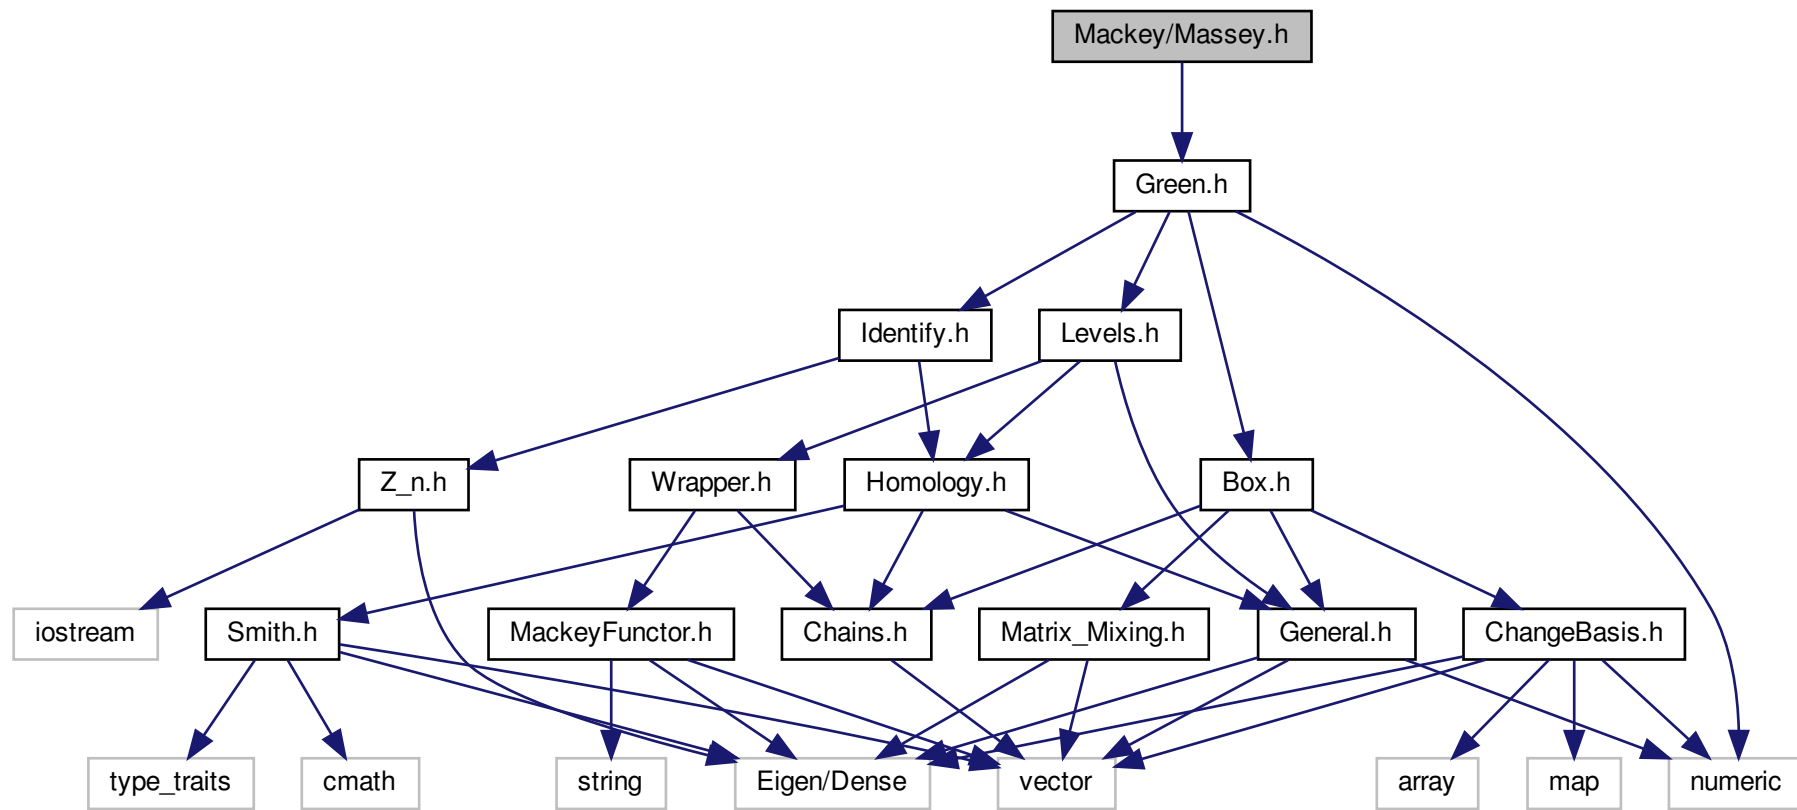 Mackey/Massey.h
Green.h
Identify.h
Levels.h
Z_n.h
Wrapper.h
Homology.h
Box.h
iostream
Smith.h
MackeyFunctor.h
Chains.h
Matrix_Mixing.h
General.h
ChangeBasis.h
type_traits
cmath
string
Eigen/Dense
vector
array
map
numeric